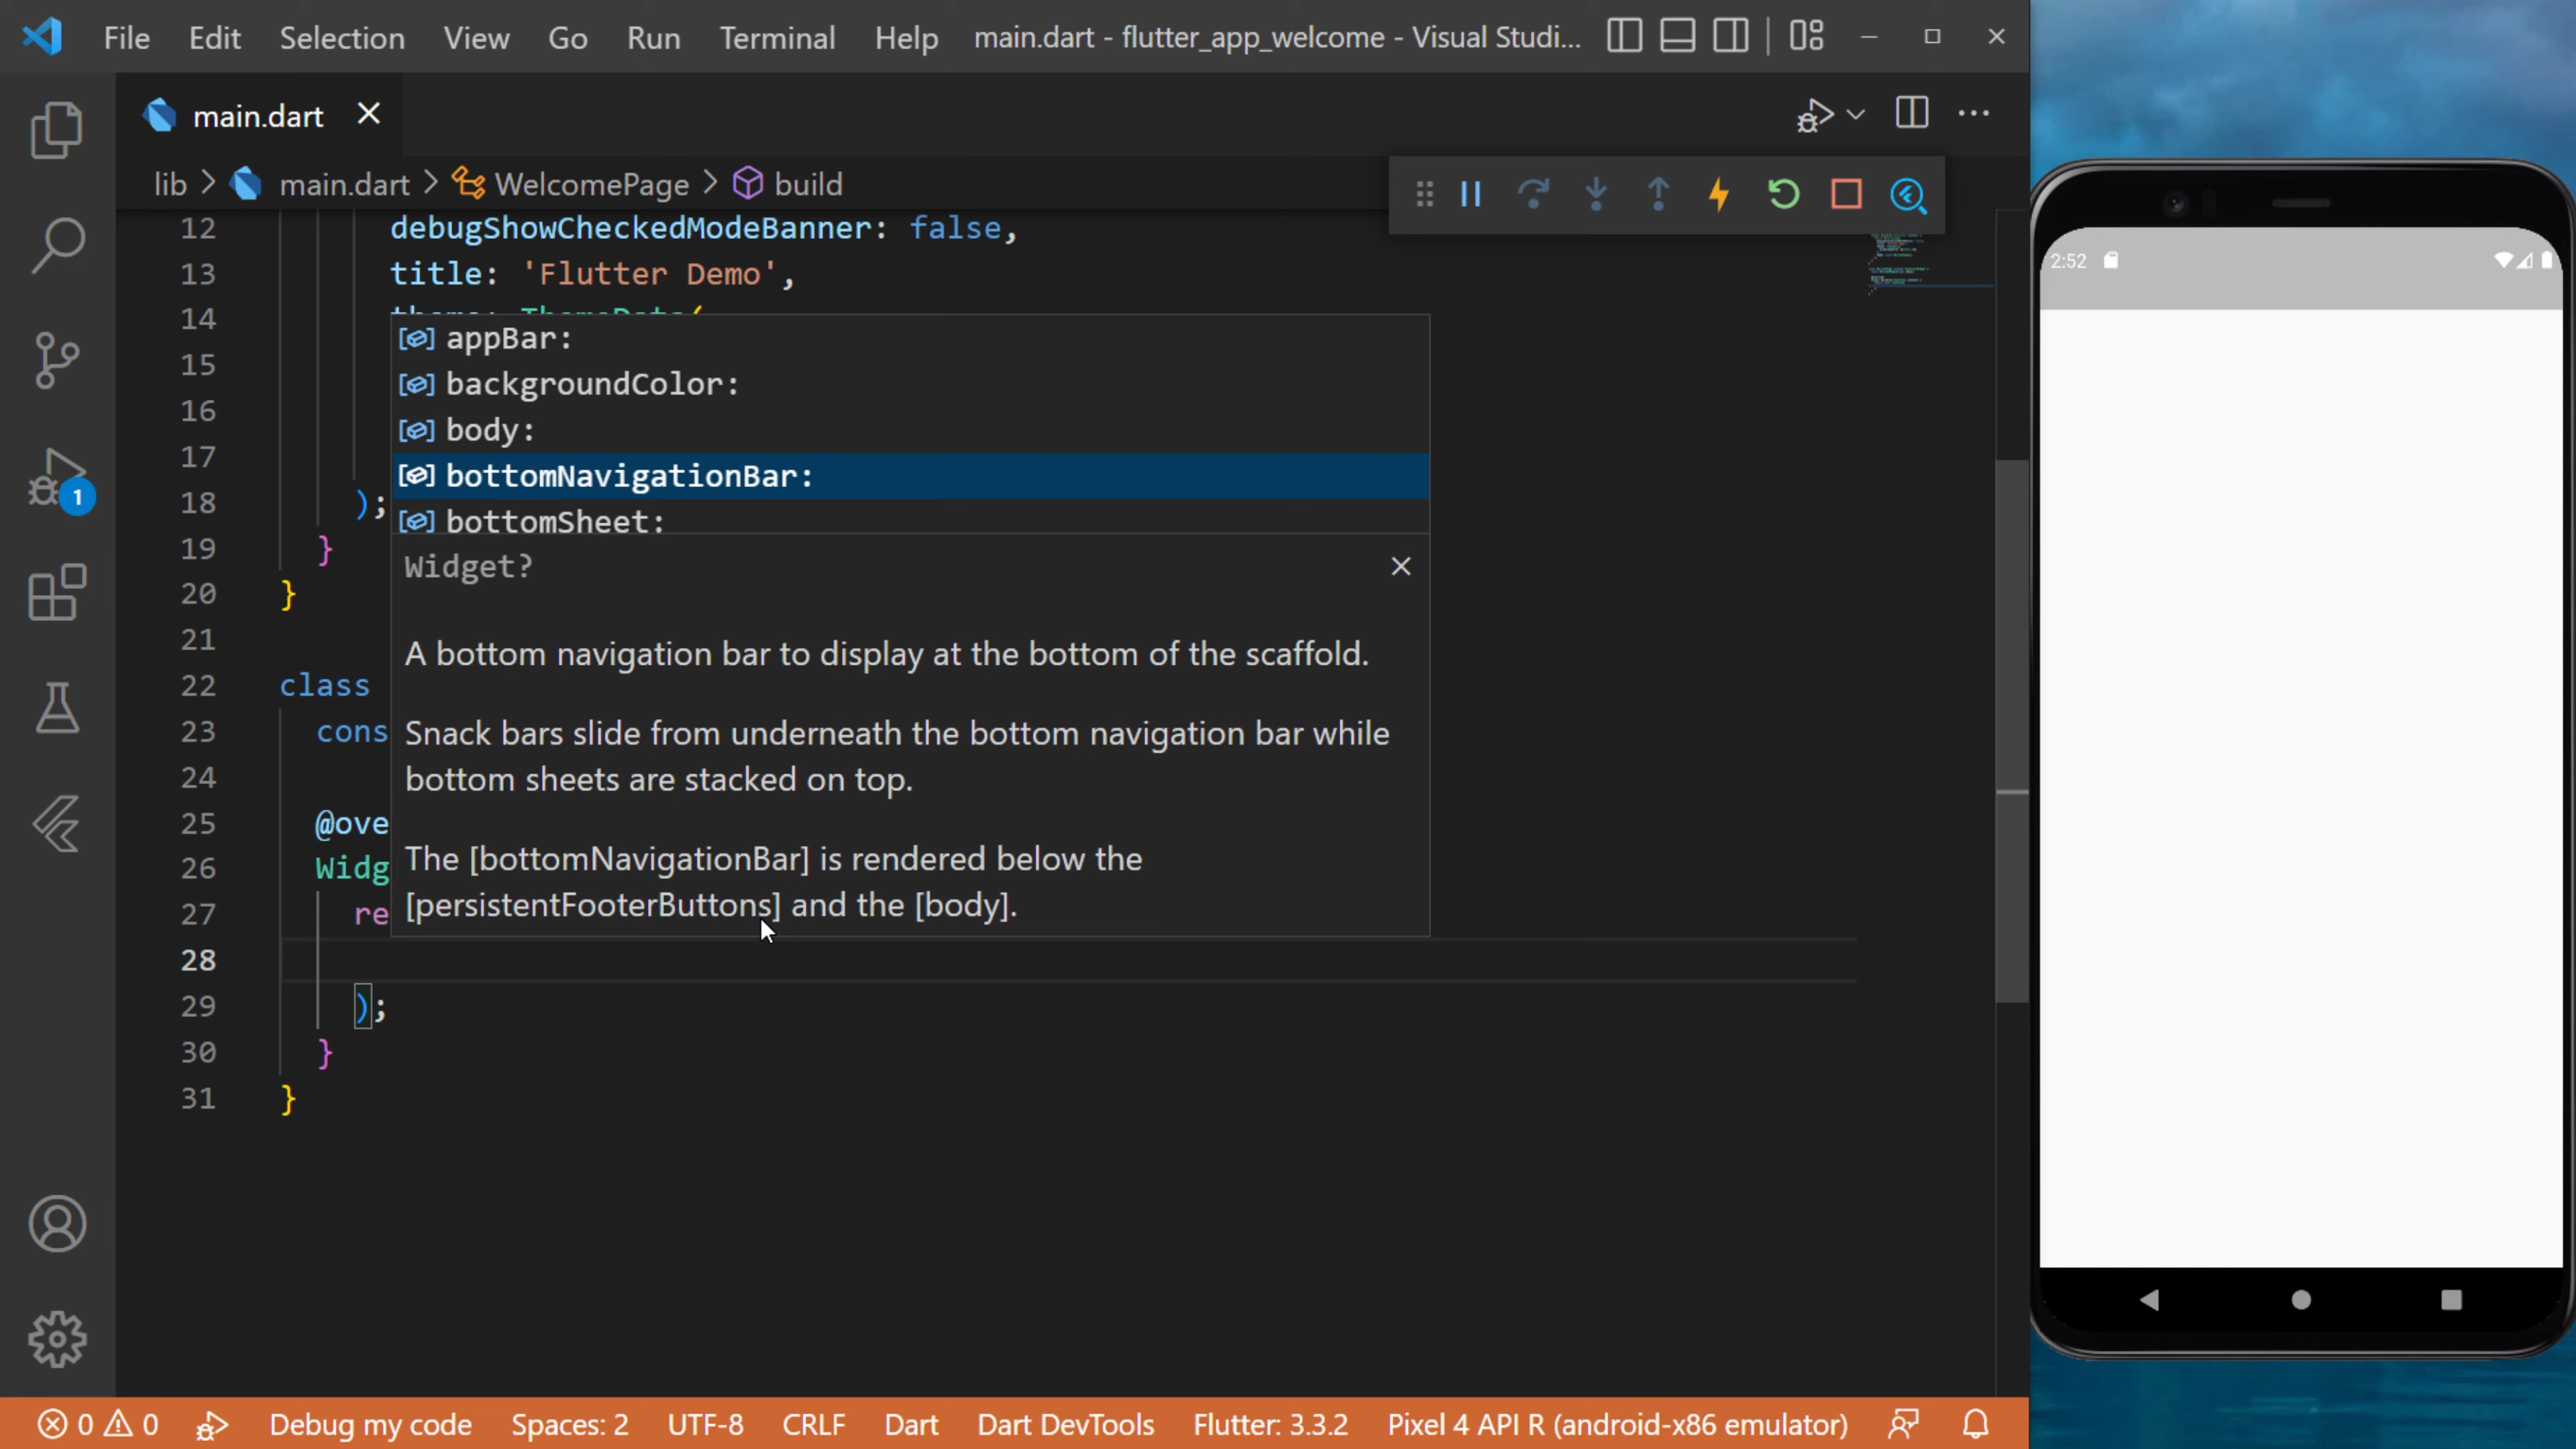 File Edit Selection View Go Run Terminal Help main.dart - flutter_app_welcome - Visual Studi...
main.dart
lib > main.dart > WelcomePage > build
12 debugShowCheckedModeBanner: false,
13 title: 'Flutter Demo',
14 theme: ThemeData(
15
16
17
18 );
19 }
20 }
21
22 class
23 cons
24
25 @ove
26 Widg
27 re
28
29 );
30 }
31 }
appBar:
backgroundColor:
body:
bottomNavigationBar:
bottomSheet:
Widget?
A bottom navigation bar to display at the bottom of the scaffold.
Snack bars slide from underneath the bottom navigation bar while
bottom sheets are stacked on top.
The [bottomNavigationBar] is rendered below the
[persistentFooterButtons] and the [body].
1
2:52
0 0 Debug my code Spaces: 2 UTF-8 CRLF Dart Dart DevTools Flutter: 3.3.2 Pixel 4 API R (android-x86 emulator)